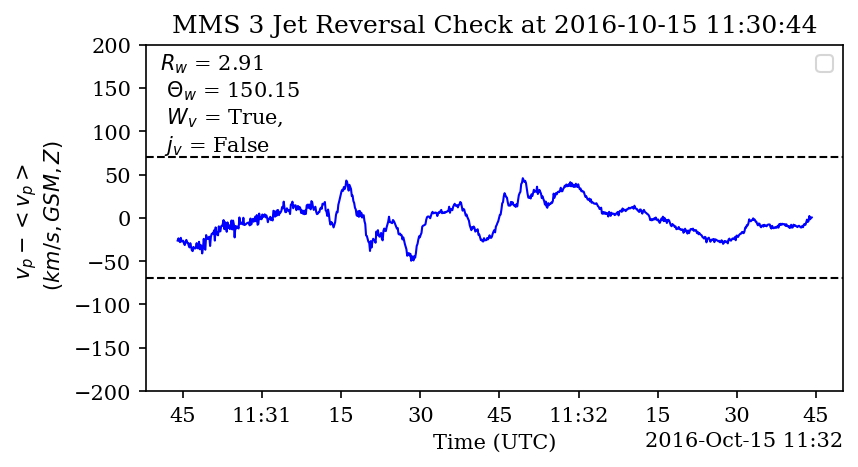 MMS 3 Jet Reversal Check at 2016-10-15 11:30:44
200
150
100
50
0
−50
−100
−150
−200
v_p − < v_p >
(km/s, GSM, Z)
R_w = 2.91
Θ_w = 150.15
W_v = True,
j_v = False
45 11:31 15 30 45 11:32 15 30 45
Time (UTC)
2016-Oct-15 11:32